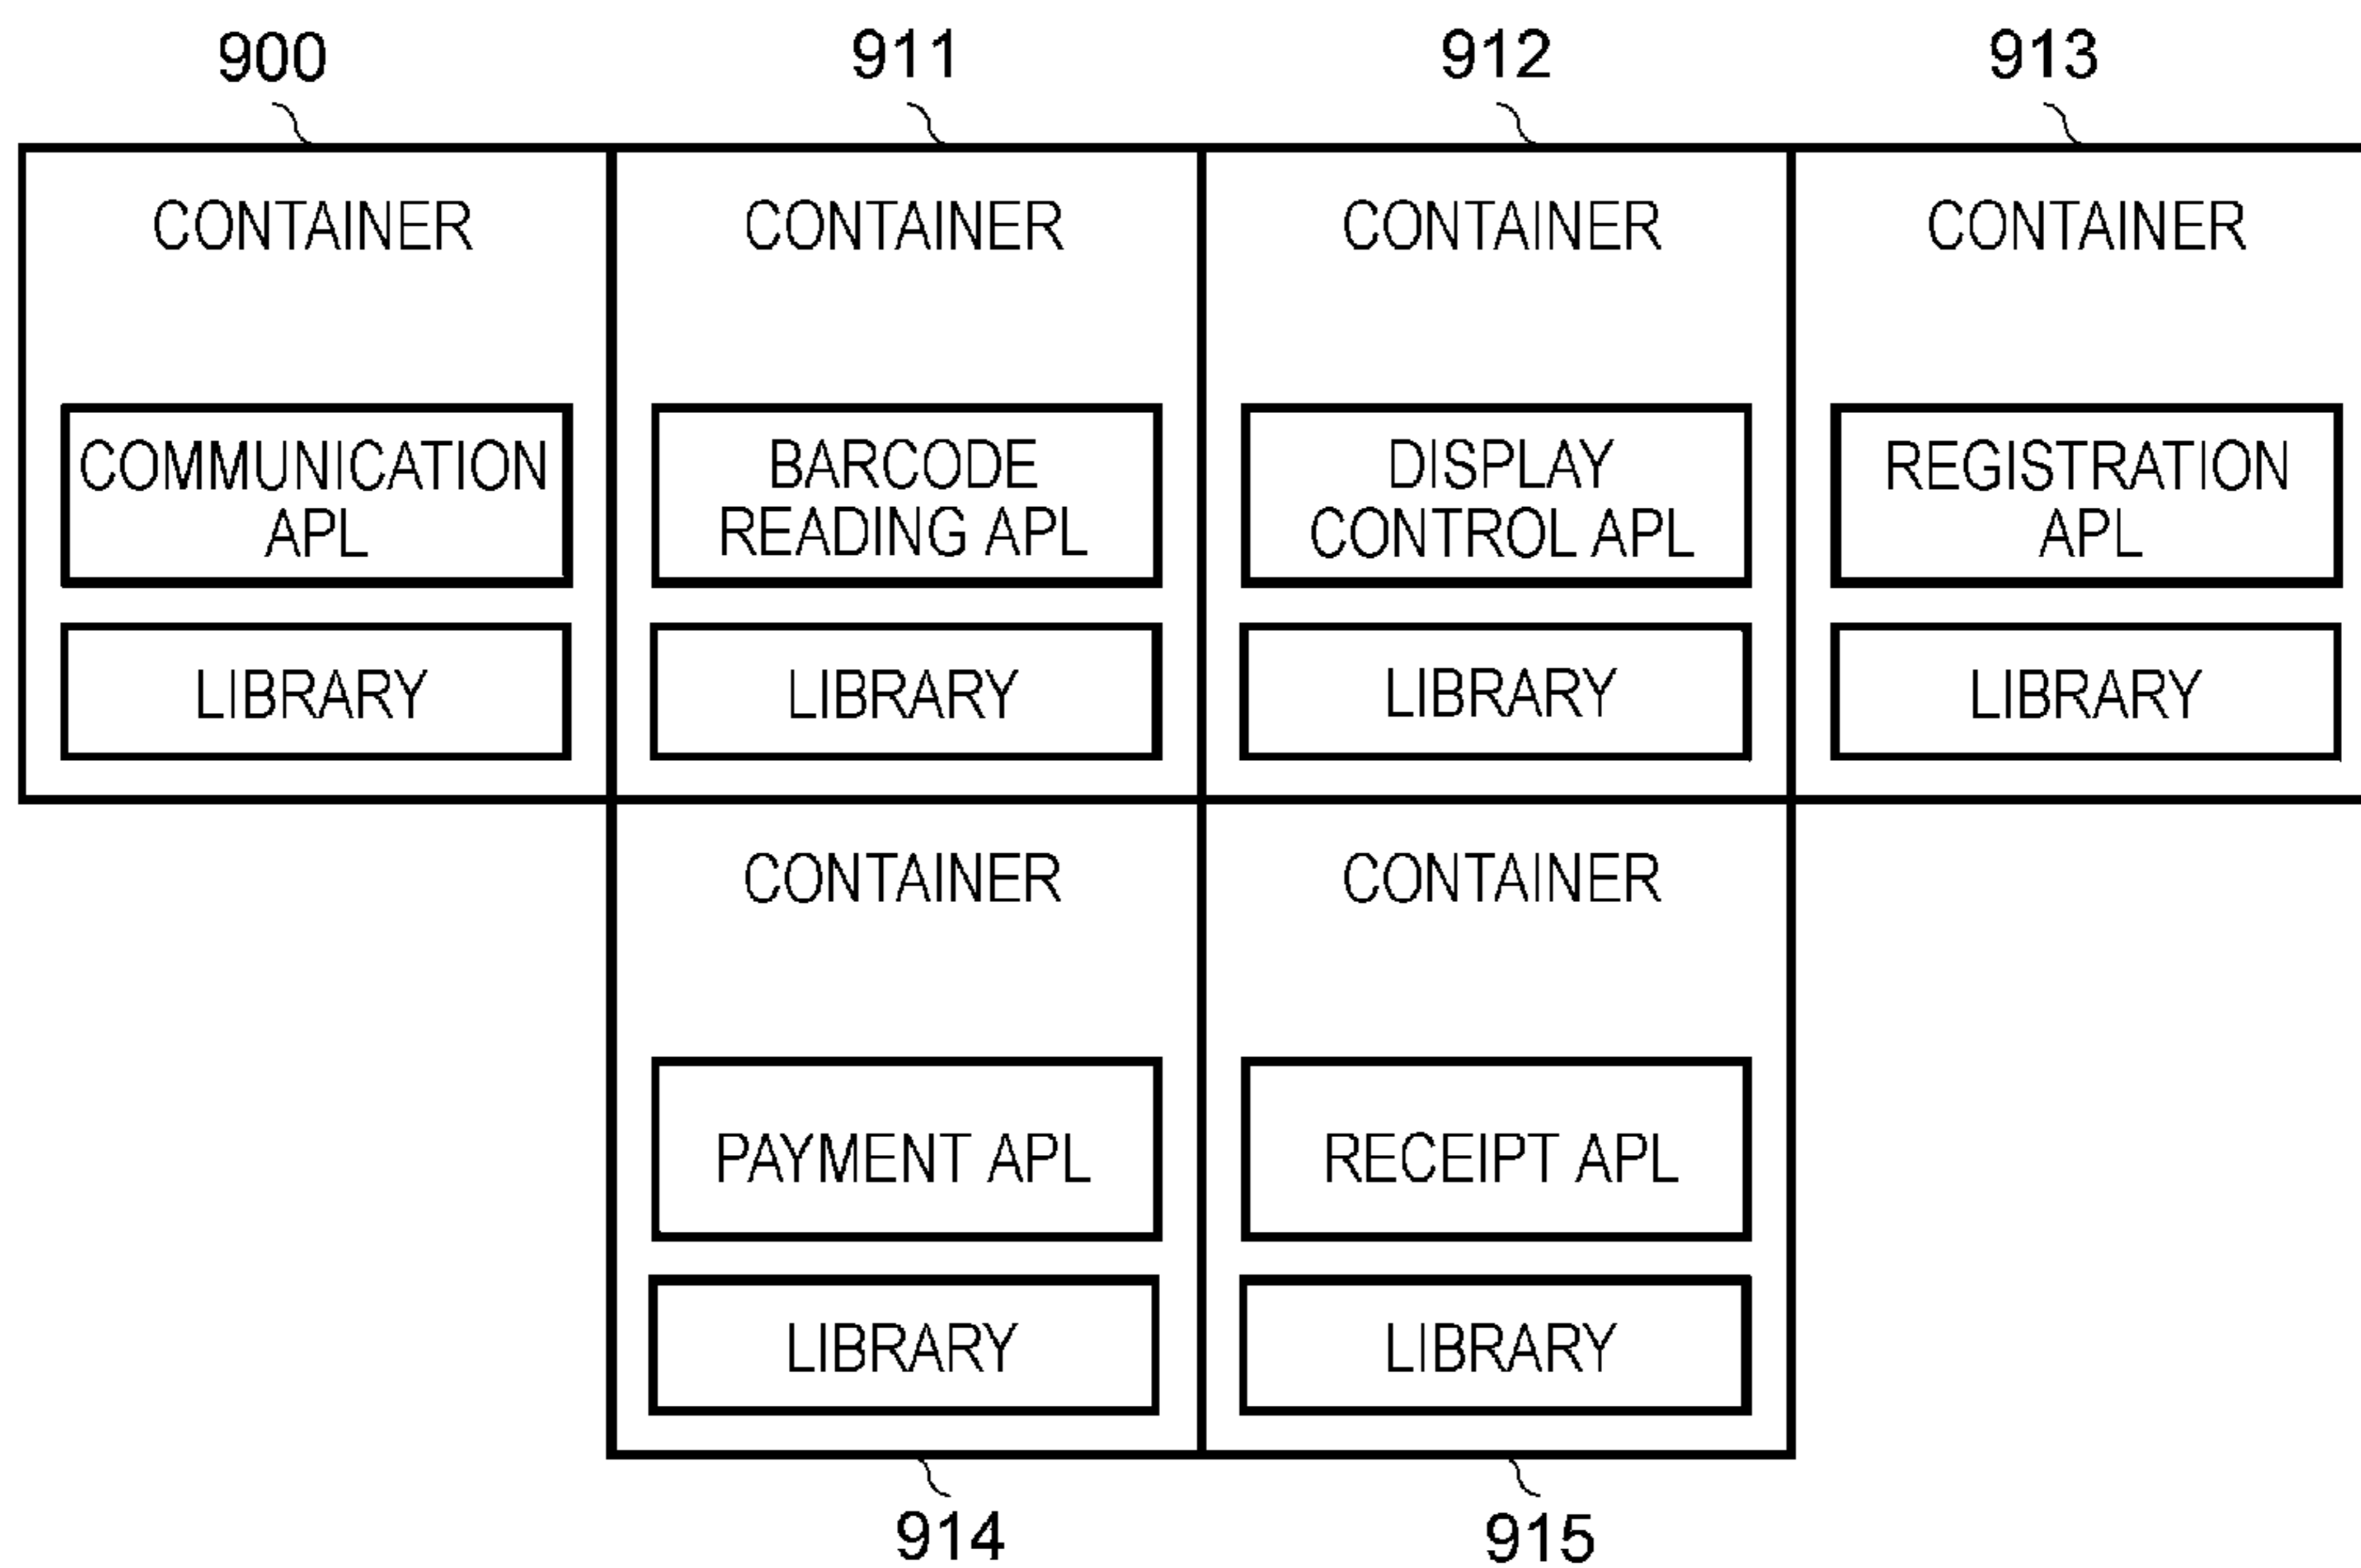 900
911
912
913
CONTAINER
CONTAINER
CONTAINER
CONTAINER
COMMUNICATION
APL
BARCODE
READING APL
DISPLAY
CONTROL APL
REGISTRATION
APL
LIBRARY
LIBRARY
LIBRARY
LIBRARY
CONTAINER
CONTAINER
PAYMENT APL
RECEIPT APL
LIBRARY
LIBRARY
914
915